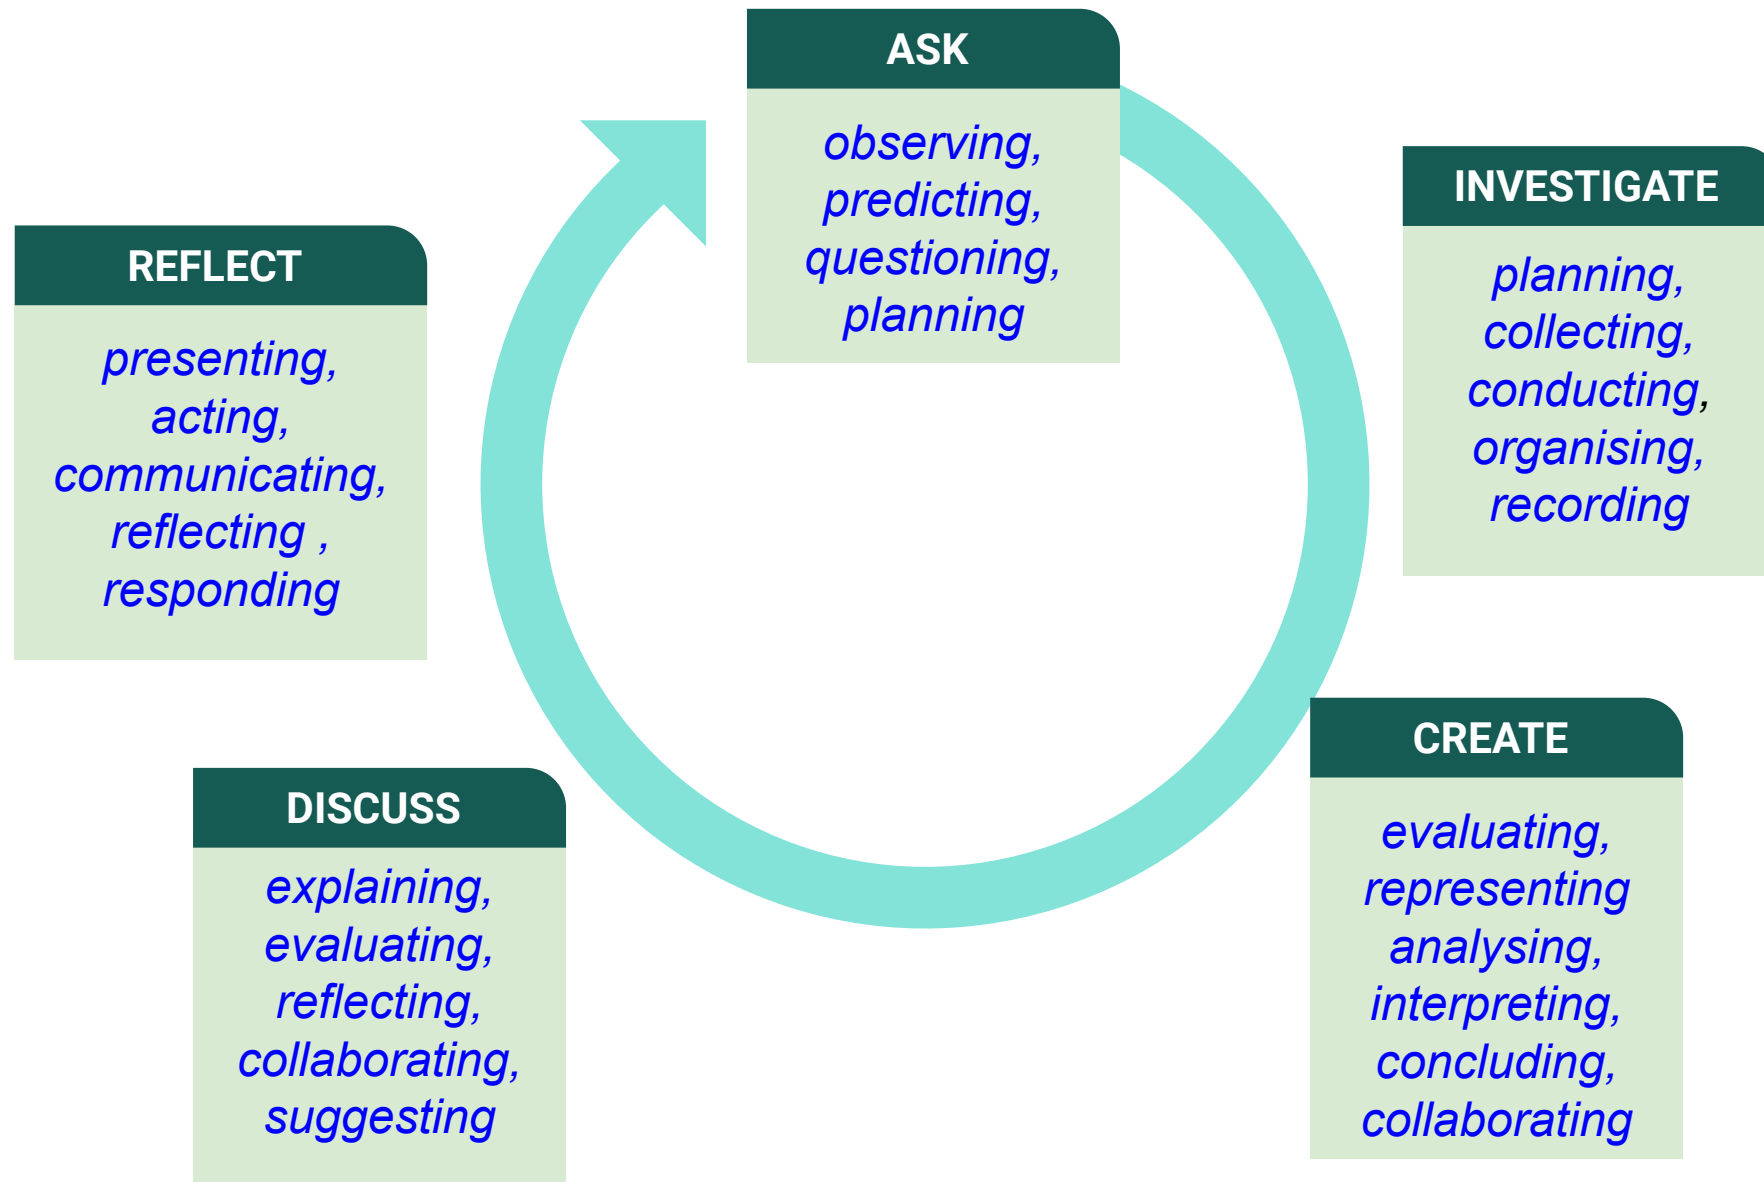 ASK
observing,
predicting,
questioning,
planning
INVESTIGATE
planning,
collecting,
conducting,
organising,
recording
CREATE
evaluating,
representing
analysing,
interpreting,
concluding,
collaborating
DISCUSS
explaining,
evaluating,
reflecting,
collaborating,
suggesting
REFLECT
presenting,
acting,
communicating,
reflecting ,
responding